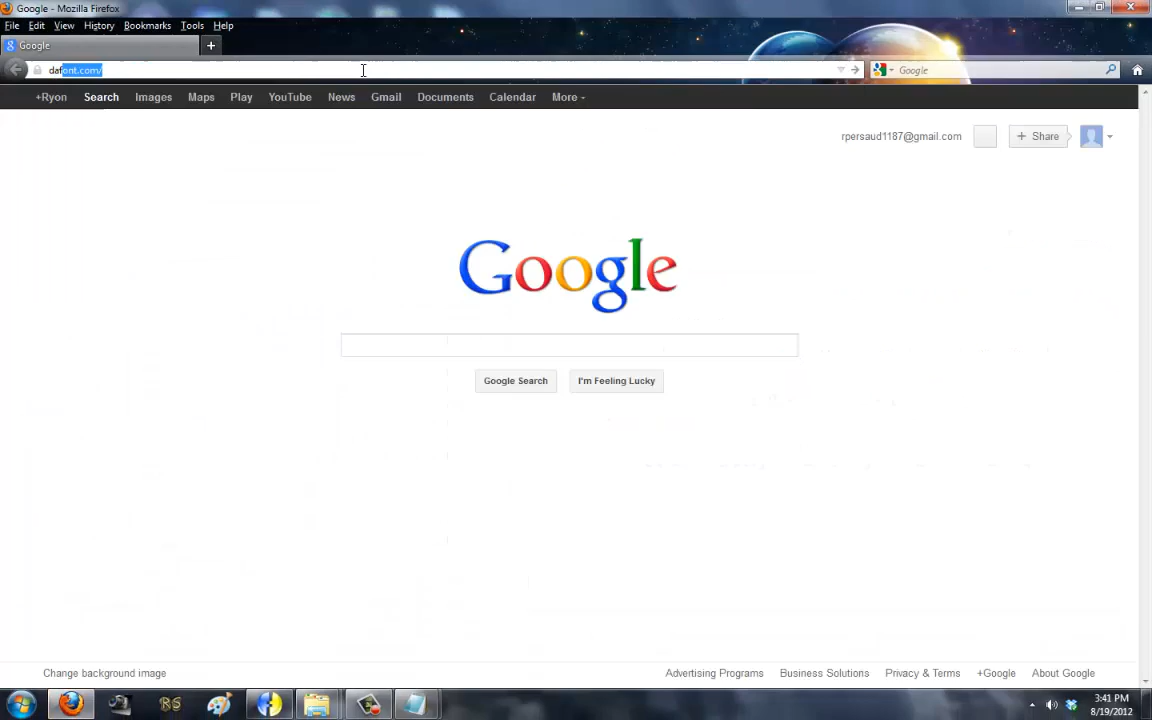 Google - Mozilla Firefox
File Edit View History Bookmarks Tools Help
Google +
dafont.com/ Google
+Ryon Search Images Maps Play YouTube News Gmail Documents Calendar More
rpersaud1187@gmail.com + Share
Google
Google Search I'm Feeling Lucky
Change background image Advertising Programs Business Solutions Privacy & Terms +Google About Google
RS 3:41 PM
8/19/2012